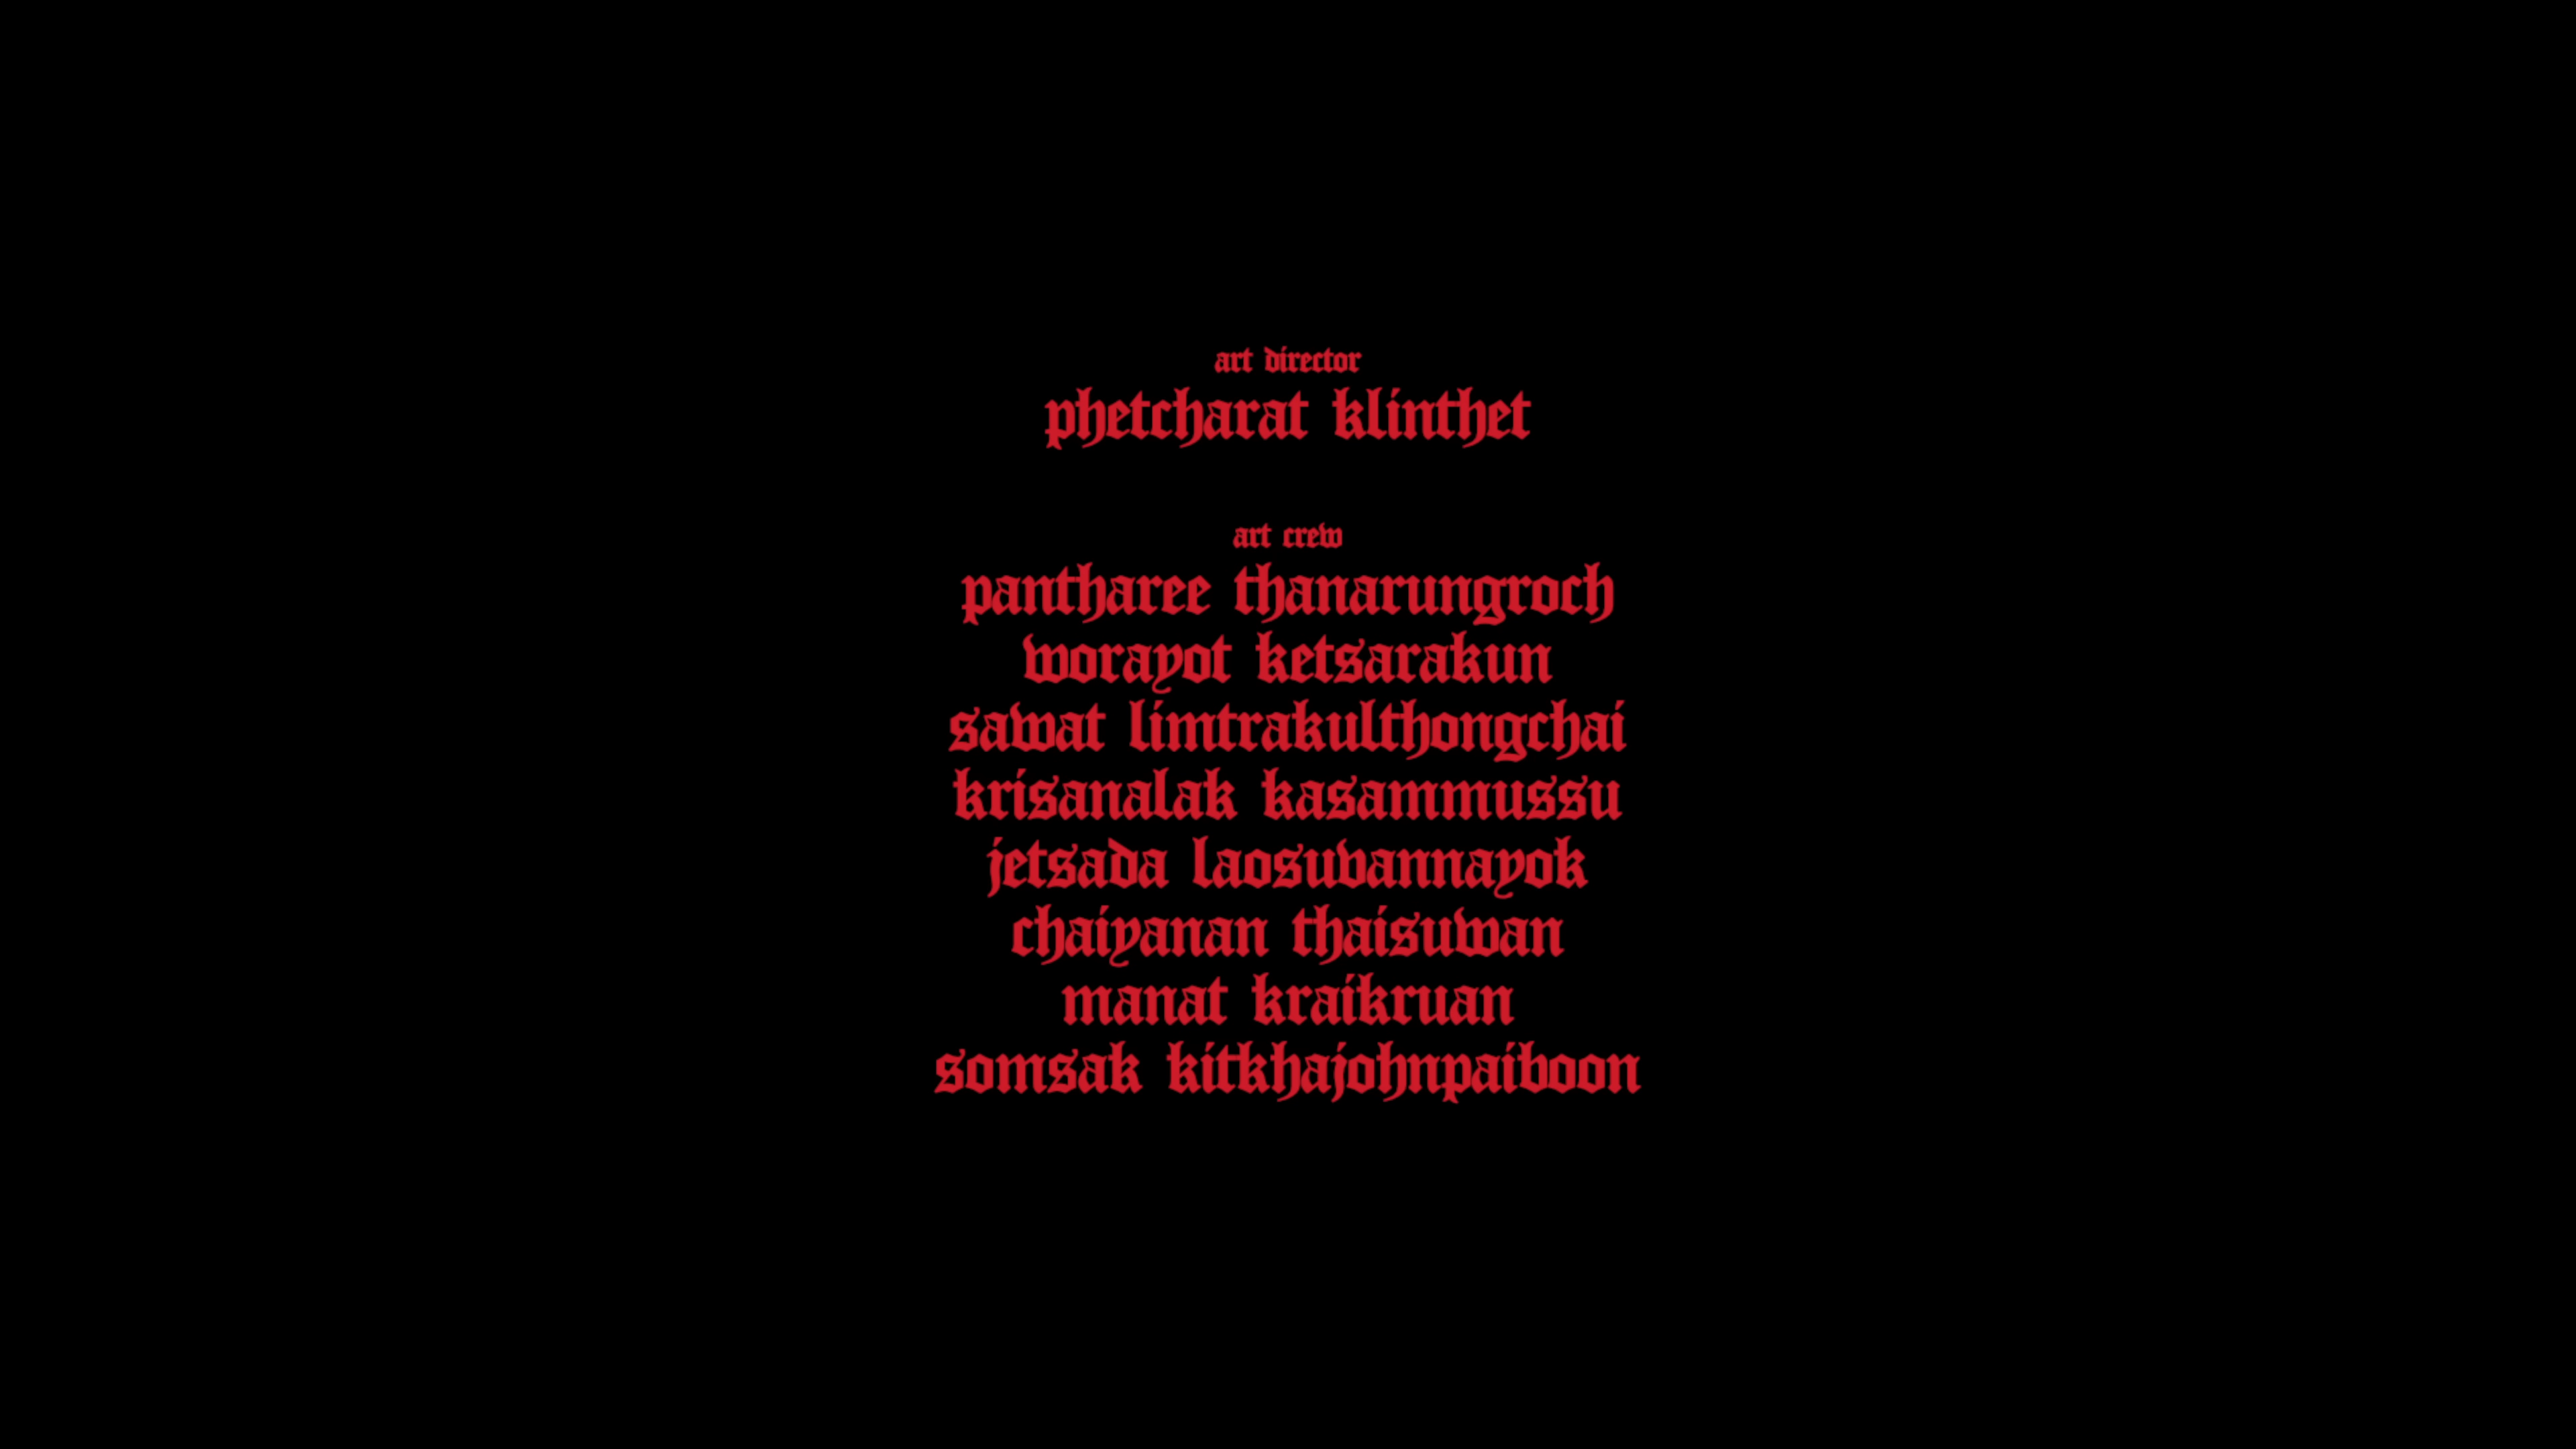 art director
phetcharat klinthet
art crew
pantharee thanarungroch
worayot ketsarakun
sawat limtrakulthongchai
krisanalak kasammussu
jetsada laosuvannayok
chaiyanan thaisuwan
manat kraikruan
somsak kitkhajohnpaiboon